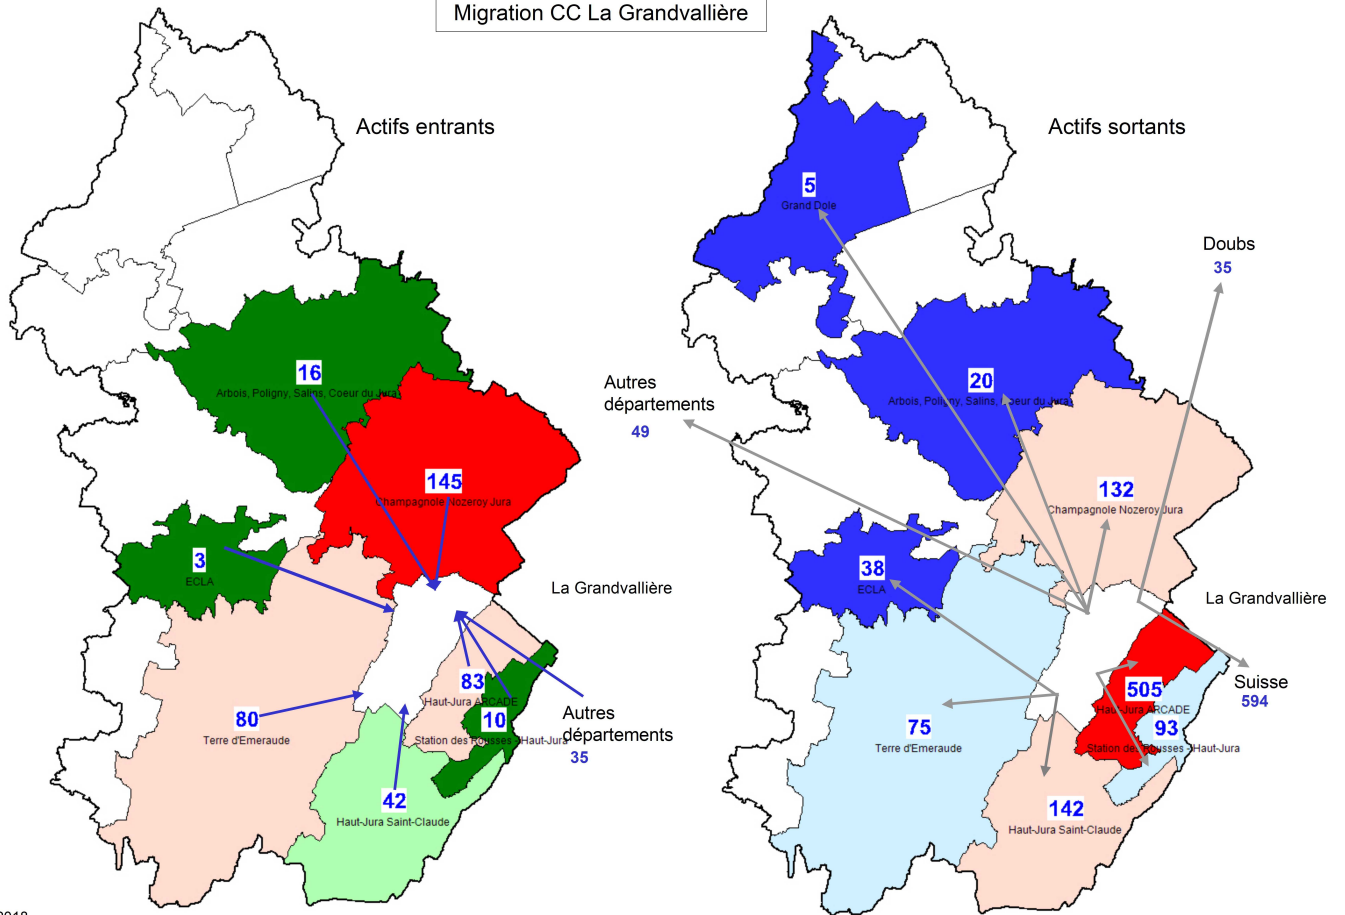 Migration CC La Grandvallière
Actifs entrants
16
Arbois, Poligny, Salins, Coeur du Jura
145
Champagnole Nozeroy Jura
3
ECLA
La Grandvallière
83
Haut-Jura ARCADE
10
Station des Rousses - Haut-Jura
80
Terre d'Emeraude
Autres
départements
35
42
Haut-Jura Saint-Claude
Actifs sortants
5
Grand Dole
Doubs
35
20
Arbois, Poligny, Salins, Coeur du Jura
Autres
départements
49
132
Champagnole Nozeroy Jura
38
ECLA
La Grandvallière
505
Haut-Jura ARCADE
Suisse
594
93
Station des Rousses - Haut-Jura
75
Terre d'Emeraude
142
Haut-Jura Saint-Claude